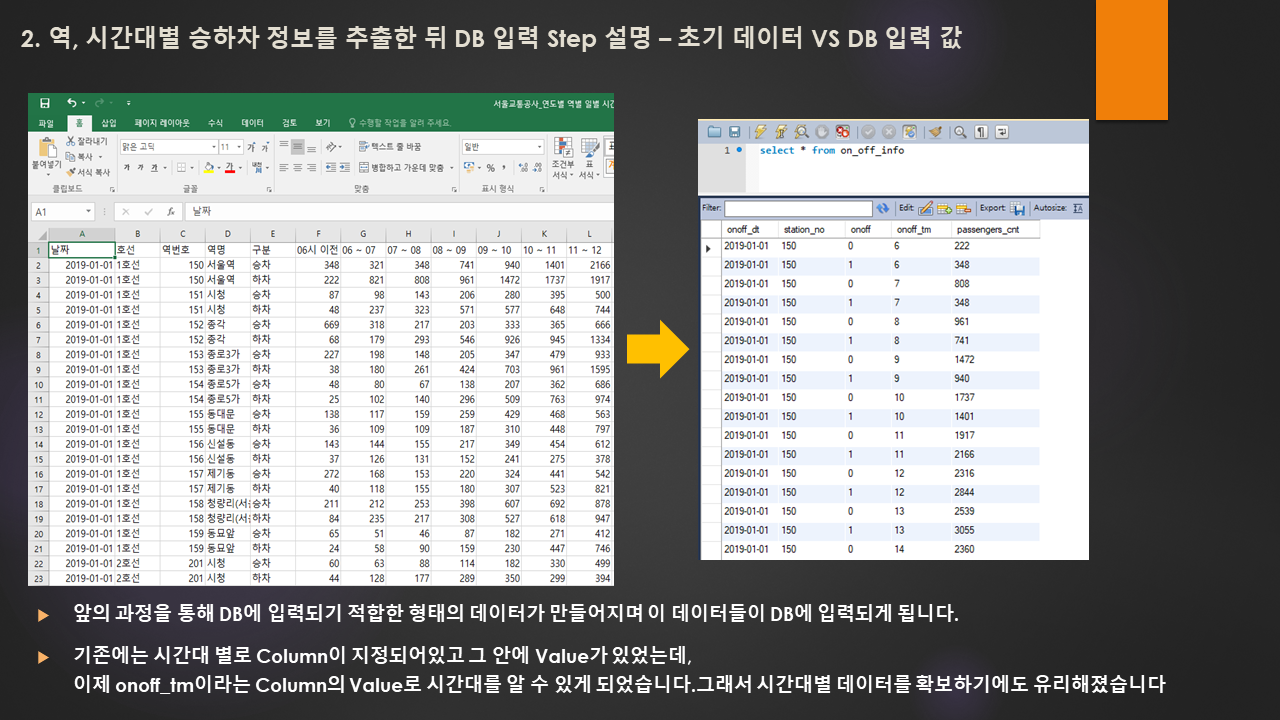 2. 역, 시간대별 승하차 정보를 추출한 뒤 DB 입력 Step 설명 – 초기 데이터 VS DB 입력 값
서울교통공사_연도별 역별 일별 시간
파일 홈 삽입 페이지 레이아웃 수식 데이터 검토 보기 수행할 작업을 알려 주세요.
붙여넣기 잘라내기 복사 서식 복사 맑은 고딕 11 가 가 가 텍스트 줄 바꿈 병합하고 가운데 맞춤 일반 % 조건부 서식 표 서식
클립보드 글꼴 맞춤 표시 형식
A1 fx 날짜
A B C D E F G H I J K L
1 날짜 호선 역번호 역명 구분 06시 이전 06 ~ 07 07 ~ 08 08 ~ 09 09 ~ 10 10 ~ 11 11 ~ 12
2 2019-01-01 1호선 150 서울역 승차 348 321 348 741 940 1401 2166
3 2019-01-01 1호선 150 서울역 하차 222 821 808 961 1472 1737 1917
4 2019-01-01 1호선 151 시청 승차 87 98 143 206 280 395 500
5 2019-01-01 1호선 151 시청 하차 48 237 323 571 577 648 744
6 2019-01-01 1호선 152 종각 승차 669 318 217 203 333 365 666
7 2019-01-01 1호선 152 종각 하차 68 179 293 546 926 945 1334
8 2019-01-01 1호선 153 종로3가 승차 227 198 148 205 347 479 933
9 2019-01-01 1호선 153 종로3가 하차 38 180 261 424 703 961 1595
10 2019-01-01 1호선 154 종로5가 승차 48 80 67 138 207 362 686
11 2019-01-01 1호선 154 종로5가 하차 25 102 140 296 509 763 974
12 2019-01-01 1호선 155 동대문 승차 138 117 159 259 429 468 563
13 2019-01-01 1호선 155 동대문 하차 36 109 109 187 310 448 797
14 2019-01-01 1호선 156 신설동 승차 143 144 155 217 349 454 612
15 2019-01-01 1호선 156 신설동 하차 37 126 131 152 241 275 378
16 2019-01-01 1호선 157 제기동 승차 272 168 153 220 324 441 542
17 2019-01-01 1호선 157 제기동 하차 40 118 155 180 307 523 821
18 2019-01-01 1호선 158 청량리(서 승차 211 212 253 398 607 692 878
19 2019-01-01 1호선 158 청량리(서 하차 84 235 217 308 527 618 947
20 2019-01-01 1호선 159 동묘앞 승차 65 51 46 87 182 271 412
21 2019-01-01 1호선 159 동묘앞 하차 24 58 90 159 230 447 746
22 2019-01-01 2호선 201 시청 승차 60 63 88 114 182 330 499
23 2019-01-01 2호선 201 시청 하차 44 128 177 289 350 299 394
1 select * from on_off_info
Filter: Edit: Export: Autosize:
onoff_dt station_no onoff onoff_tm passengers_cnt
2019-01-01 150 0 6 222
2019-01-01 150 1 6 348
2019-01-01 150 0 7 808
2019-01-01 150 1 7 348
2019-01-01 150 0 8 961
2019-01-01 150 1 8 741
2019-01-01 150 0 9 1472
2019-01-01 150 1 9 940
2019-01-01 150 0 10 1737
2019-01-01 150 1 10 1401
2019-01-01 150 0 11 1917
2019-01-01 150 1 11 2166
2019-01-01 150 0 12 2316
2019-01-01 150 1 12 2844
2019-01-01 150 0 13 2539
2019-01-01 150 1 13 3055
2019-01-01 150 0 14 2360
앞의 과정을 통해 DB에 입력되기 적합한 형태의 데이터가 만들어지며 이 데이터들이 DB에 입력되게 됩니다.
기존에는 시간대 별로 Column이 지정되어있고 그 안에 Value가 있었는데,
이제 onoff_tm이라는 Column의 Value로 시간대를 알 수 있게 되었습니다.그래서 시간대별 데이터를 확보하기에도 유리해졌습니다